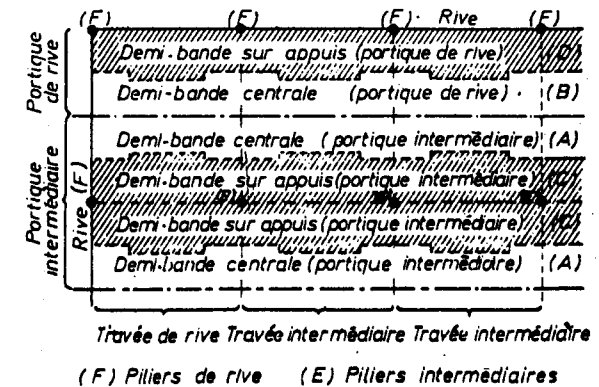 (F) (F) (F) Rive (F)
Portique de rive
Demi-bande sur appuis (portique de rive) (D)
Demi-bande centrale (portique de rive) (B)
Portique intermédiaire
Rive (F)
Demi-bande centrale (portique intermédiaire) (A)
Demi-bande sur appuis (portique intermédiaire) (C)
Demi-bande sur appuis (portique intermédiaire) (C)
Demi-bande centrale (portique intermédiaire) (A)
Travée de rive Travée intermédiaire Travée intermédiaire
(F) Piliers de rive (E) Piliers intermédiaires